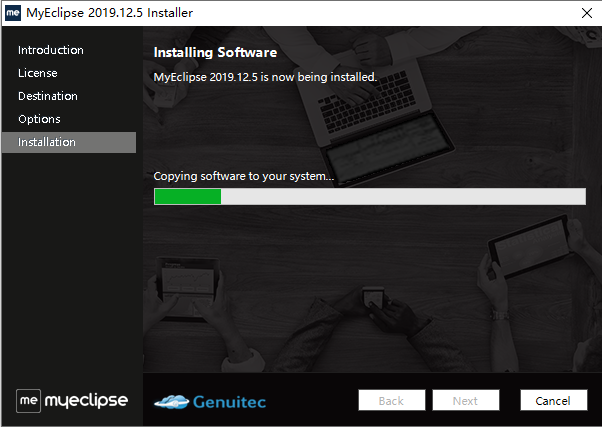 me MyEclipse 2019.12.5 Installer
Introduction
License
Destination
Options
Installation
Installing Software
MyEclipse 2019.12.5 is now being installed.
Copying software to your system...
me myeclipse
Genuitec
Back
Next
Cancel